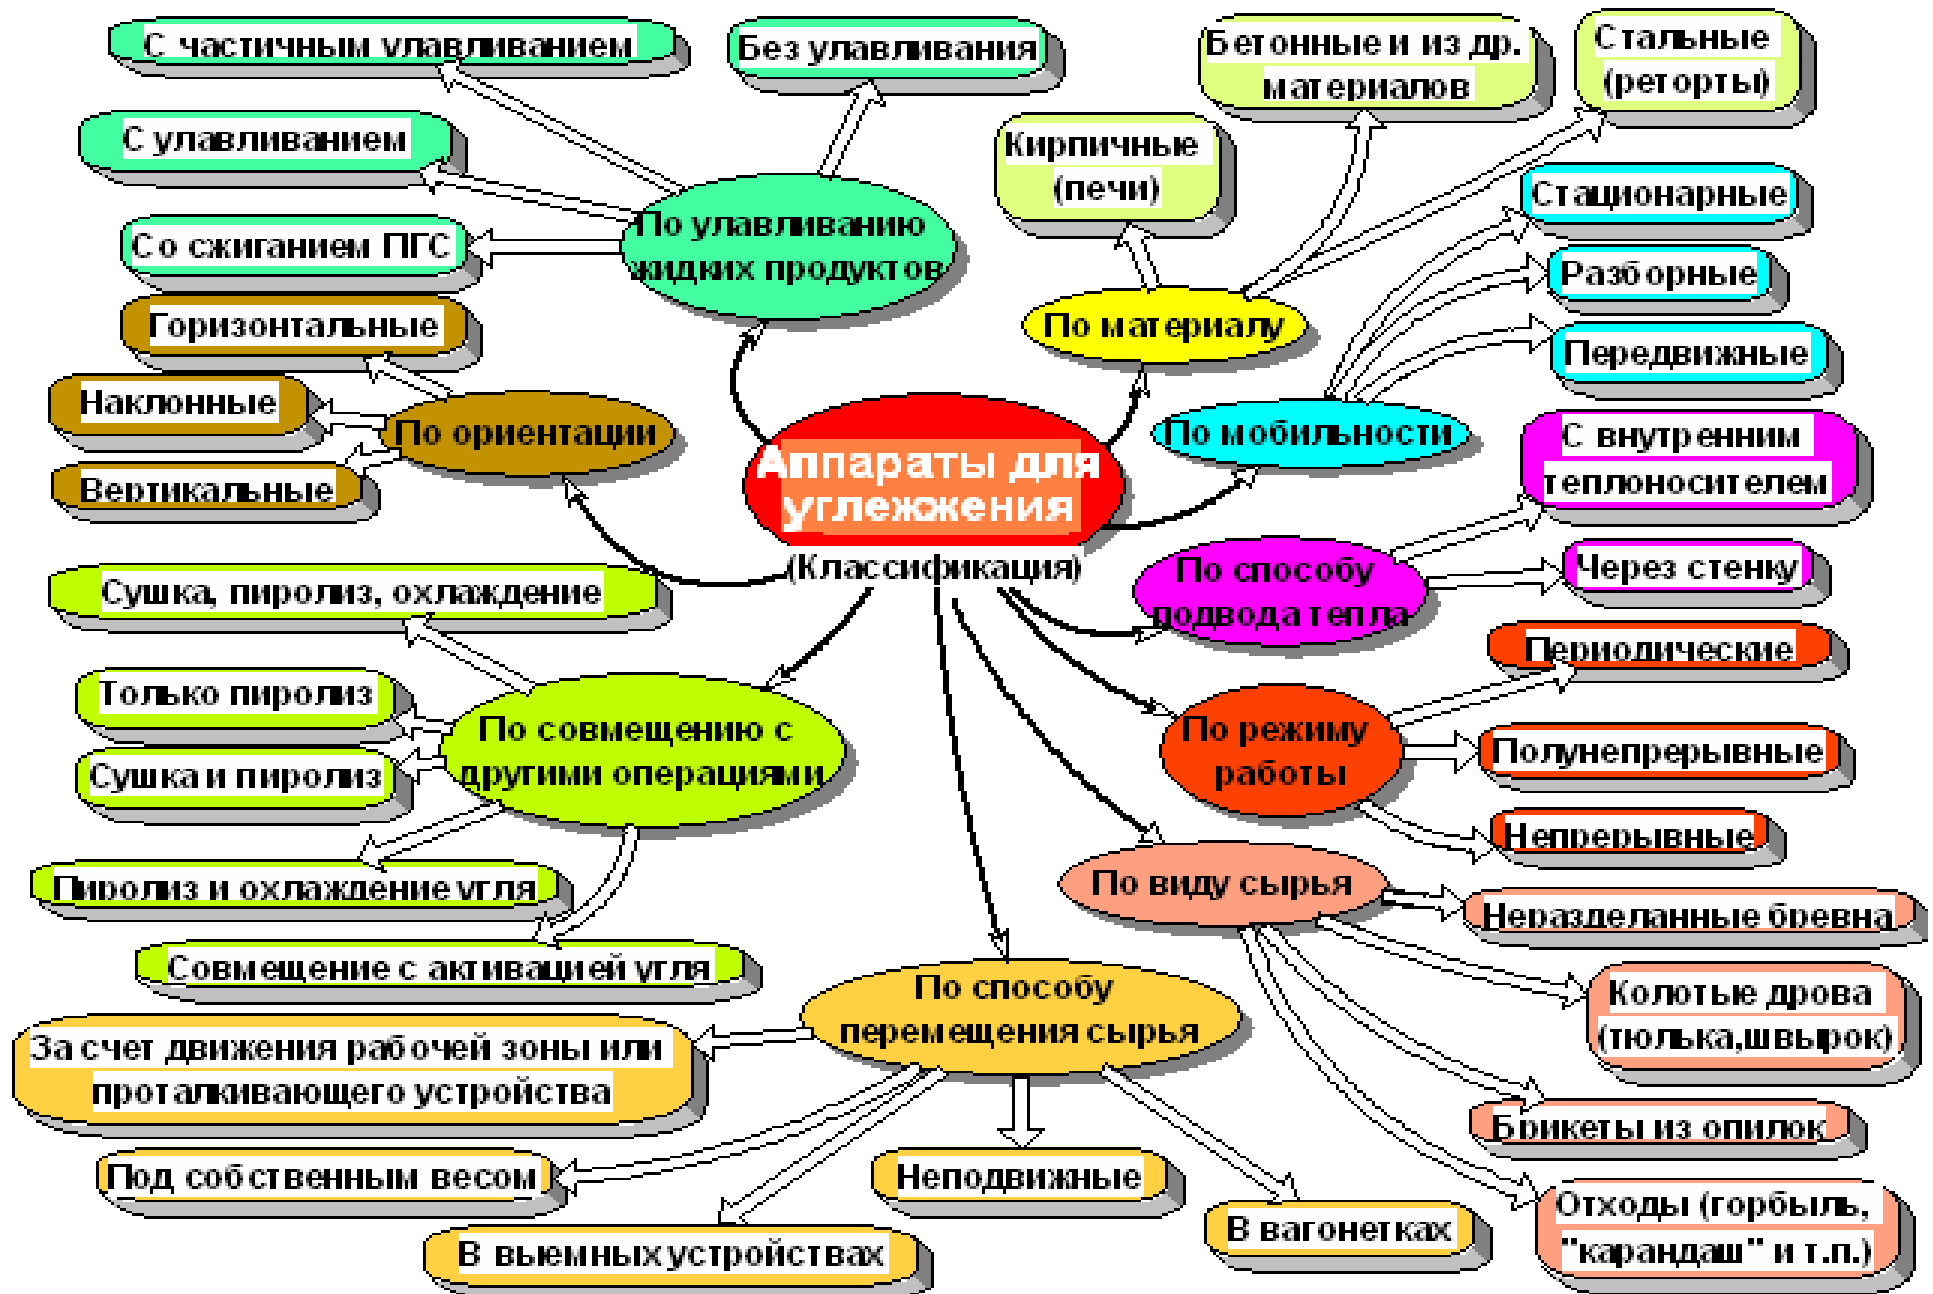 С частичным улавливанием
Без улавливания
Бетонные и из др.
материалов
Стальные
(реторты)
С улавливанием
Кирпичные
(печи)
Стационарные
По улавливанию
жидких продуктов
Со сжиганием ПГС
Разборные
Горизонтальные
По материалу
Передвижные
Наклонные
По ориентации
По мобильности
С внутренним
теплоносителем
Вертикальные
Аппараты для
углежжения
(Классификация)
По способу
подвода тепла
Через стенку
Сушка, пиролиз, охлаждение
Периодические
Только пиролиз
По совмещению с
другими операциями
По режиму
работы
Полунепрерывные
Сушка и пиролиз
Непрерывные
Пиролиз и охлаждение угля
По виду сырья
Неразделанные бревна
Совмещение с активацией угля
По способу
перемещения сырья
Колотые дрова
(тюлька,швырок)
За счет движения рабочей зоны или
проталкивающего устройства
Брикеты из опилок
Под собственным весом
Неподвижные
В вагонетках
Отходы (горбыль,
"карандаш" и т.п.)
В выемных устройствах